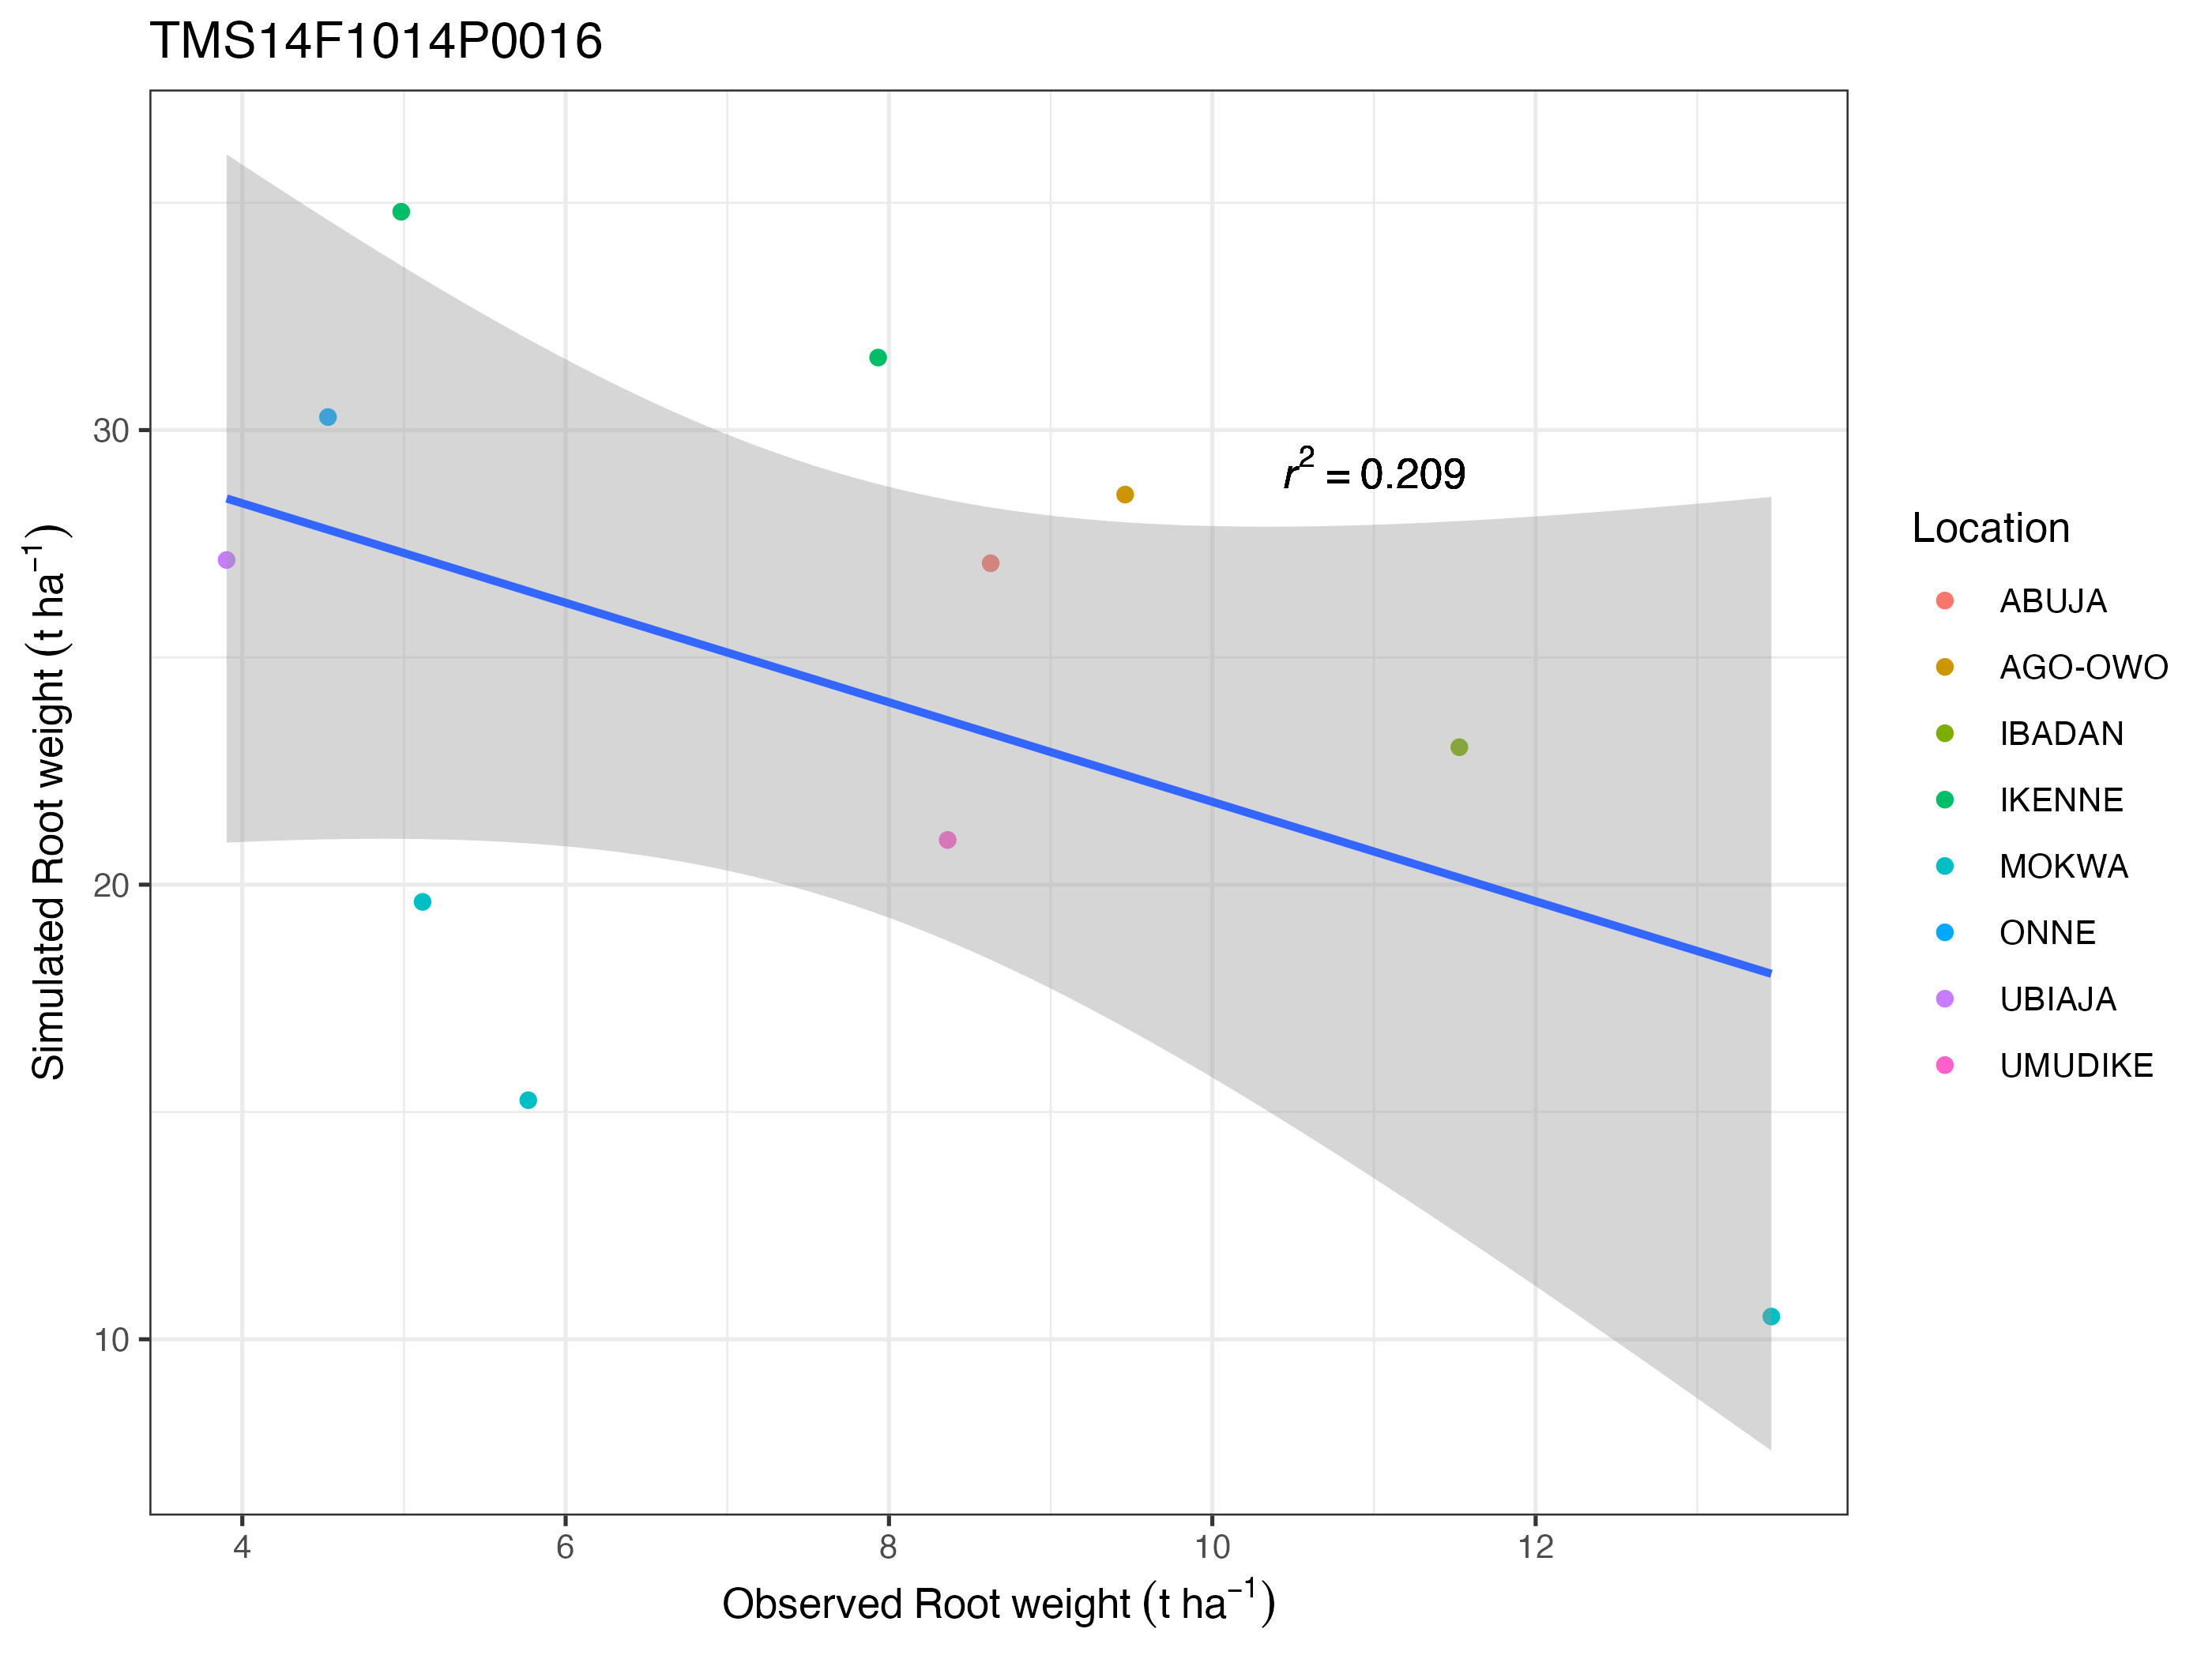 TMS14F1014P0016
30
20
10
Simulated Root weight (t ha⁻¹)
r² = 0.209
4 6 8 10 12
Observed Root weight (t ha⁻¹)
Location
ABUJA
AGO-OWO
IBADAN
IKENNE
MOKWA
ONNE
UBIAJA
UMUDIKE